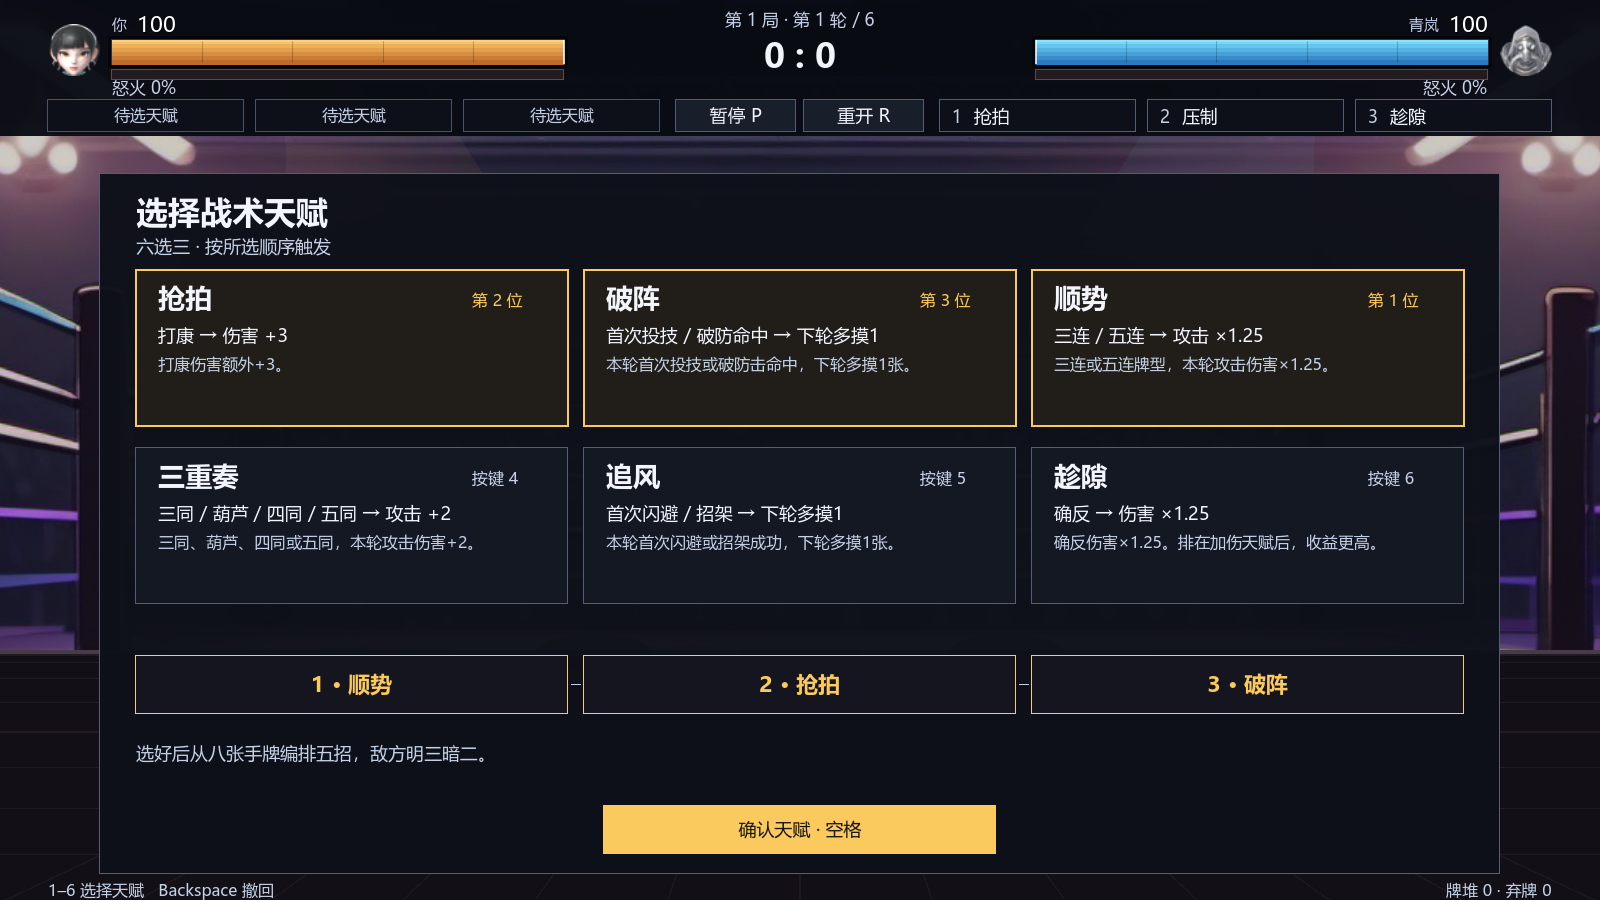 你 100
第 1 局 · 第 1 轮 / 6
0 : 0
青岚 100
怒火 0%
怒火 0%
待选天赋
待选天赋
待选天赋
暂停 P
重开 R
1 抢拍
2 压制
3 趁隙
选择战术天赋
六选三 · 按所选顺序触发
抢拍 第 2 位
打康 → 伤害 +3
打康伤害额外+3。
破阵 第 3 位
首次投技 / 破防命中 → 下轮多摸1
本轮首次投技或破防击命中，下轮多摸1张。
顺势 第 1 位
三连 / 五连 → 攻击 ×1.25
三连或五连牌型，本轮攻击伤害×1.25。
三重奏 按键 4
三同 / 葫芦 / 四同 / 五同 → 攻击 +2
三同、葫芦、四同或五同，本轮攻击伤害+2。
追风 按键 5
首次闪避 / 招架 → 下轮多摸1
本轮首次闪避或招架成功，下轮多摸1张。
趁隙 按键 6
确反 → 伤害 ×1.25
确反伤害×1.25。排在加伤天赋后，收益更高。
1 · 顺势
2 · 抢拍
3 · 破阵
选好后从八张手牌编排五招，敌方明三暗二。
确认天赋 · 空格
1–6 选择天赋 Backspace 撤回
牌堆 0 · 弃牌 0